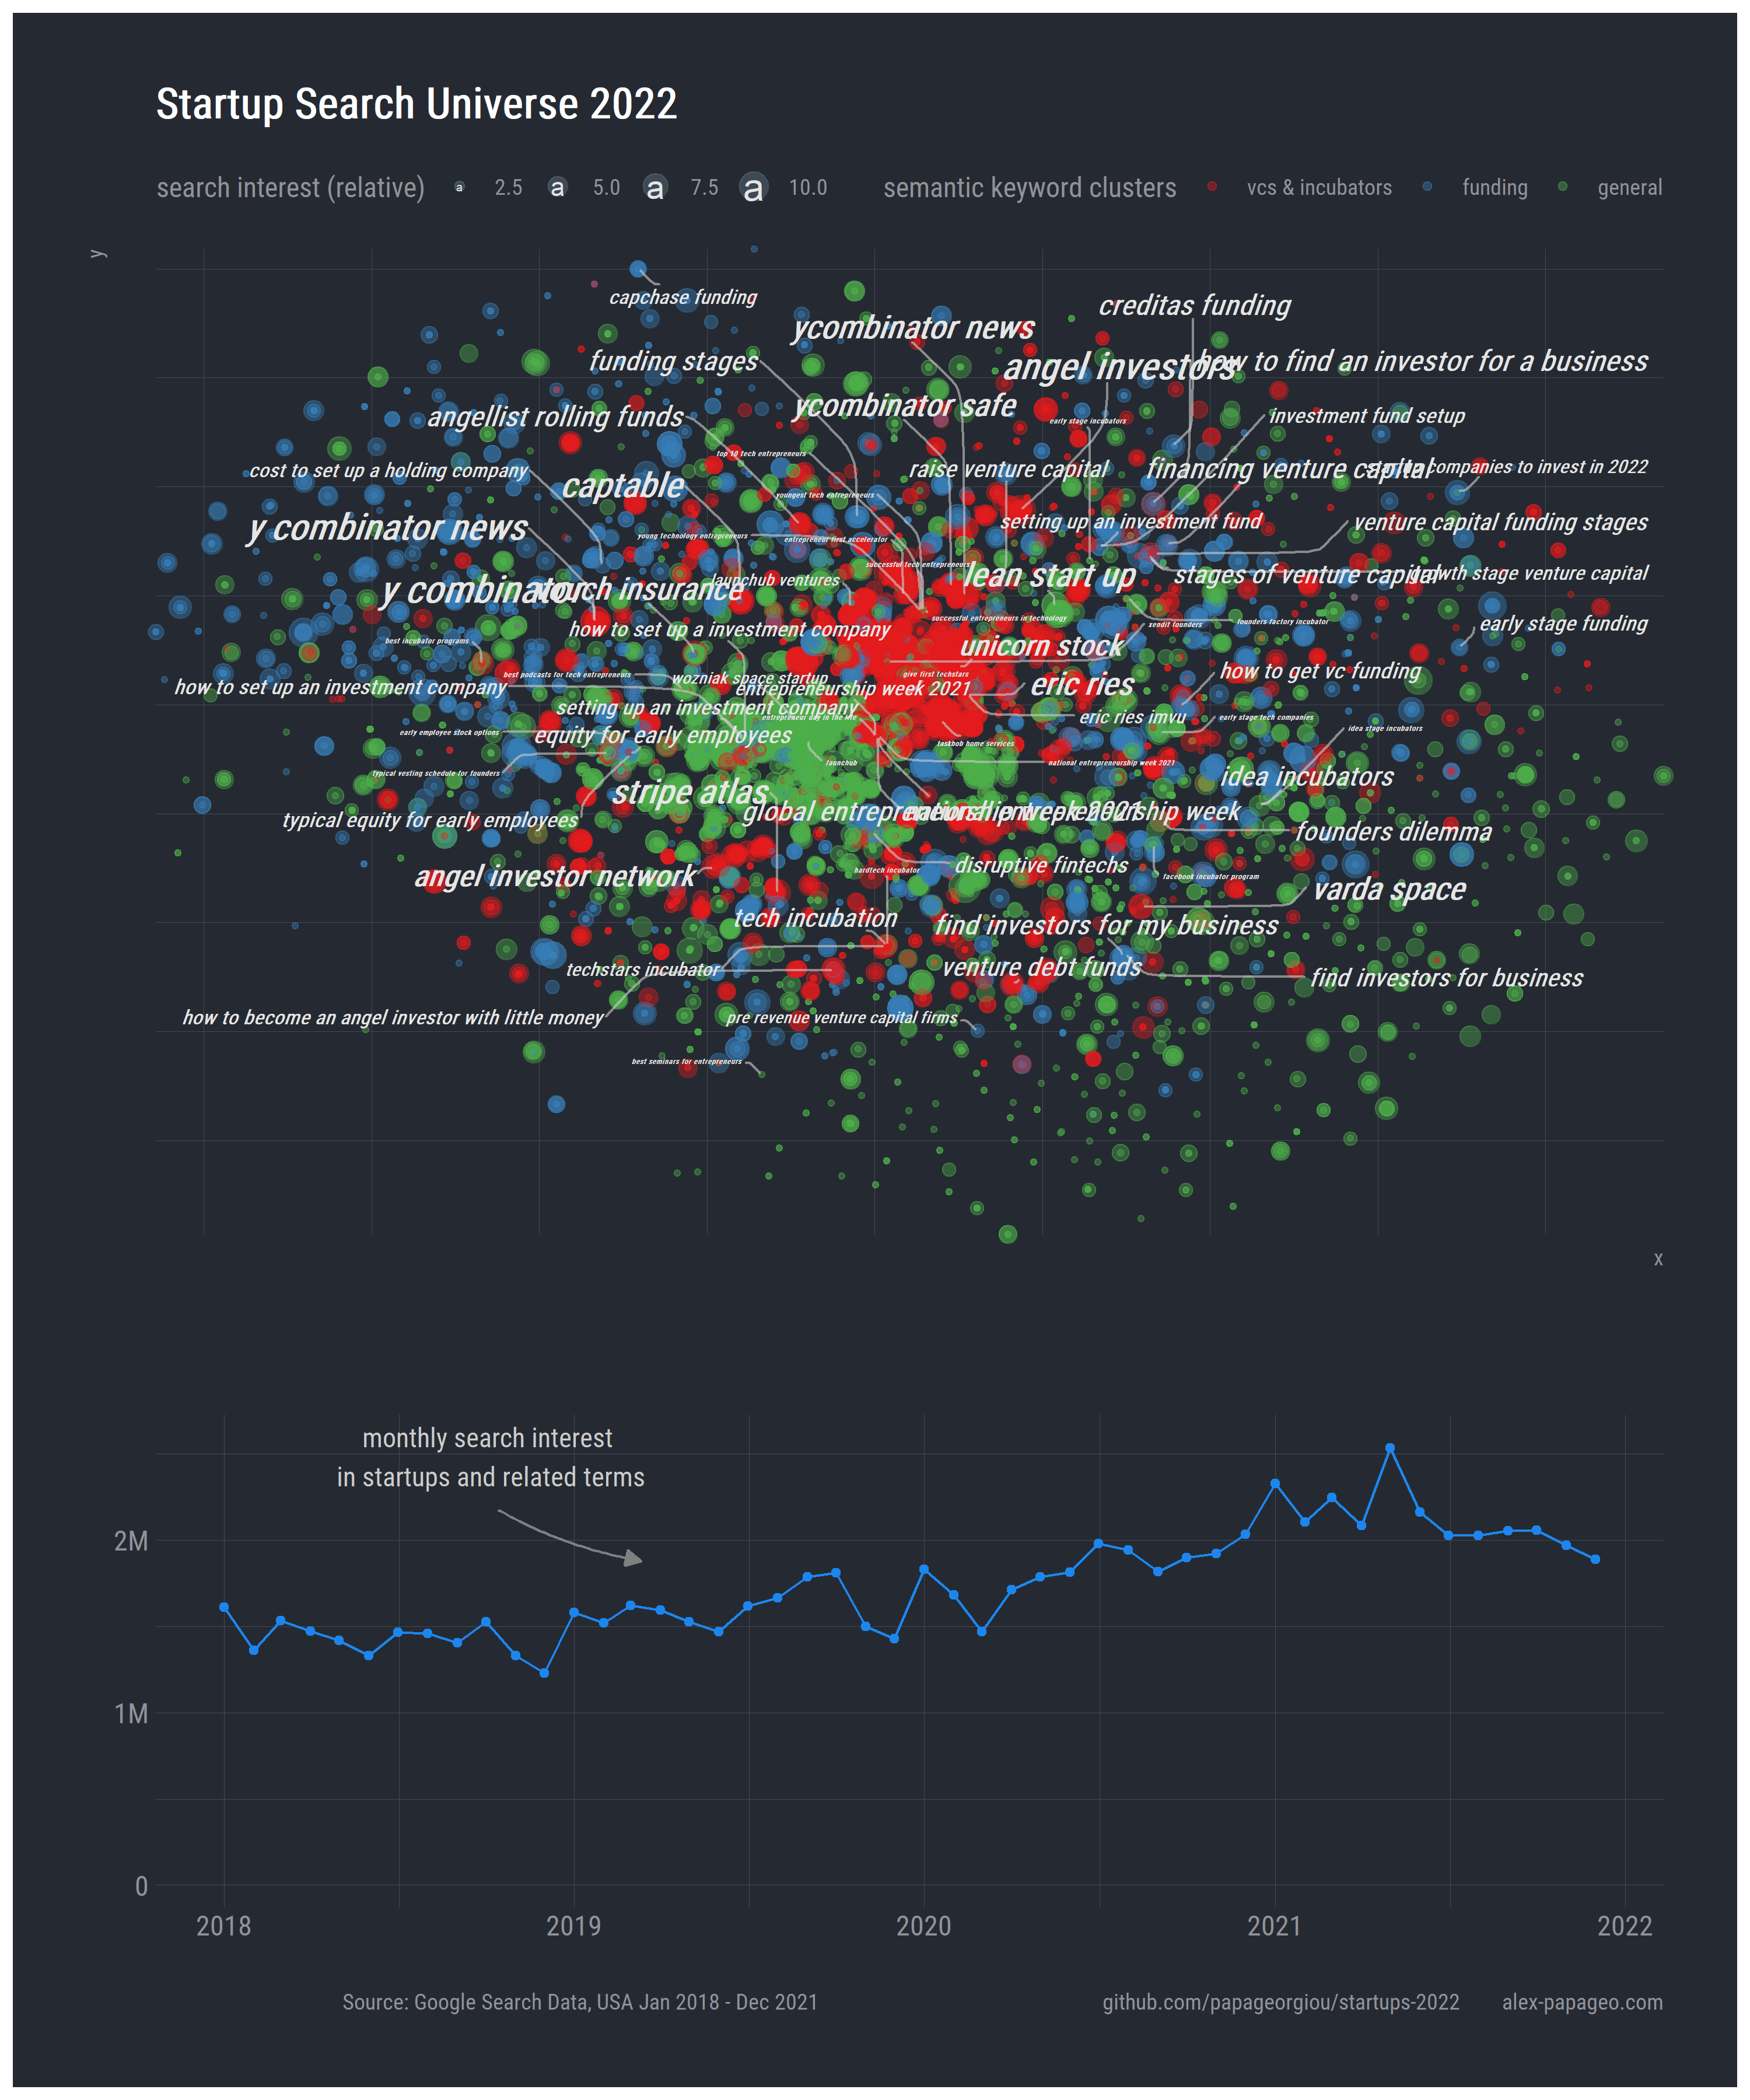 Startup Search Universe 2022
search interest (relative) a 2.5 a 5.0 a 7.5 a 10.0 semantic keyword clusters vcs & incubators funding general
y
capchase funding
creditas funding
ycombinator news
funding stages
angel investors
how to find an investor for a business
ycombinator safe
angellist rolling funds
investment fund setup
early stage incubators
top 10 tech entrepreneurs
cost to set up a holding company
raise venture capital
financing venture capital
startup companies to invest in 2022
captable
youngest tech entrepreneurs
y combinator news
setting up an investment fund
venture capital funding stages
young technology entrepreneurs
entrepreneur first accelerator
successful tech entrepreneurs
launchub ventures
lean start up
stages of venture capital
growth stage venture capital
y combinator
vouch insurance
successful entrepreneurs in technology
xendit founders
founders factory incubator
early stage funding
how to set up a investment company
best incubator programs
unicorn stock
best podcasts for tech entrepreneurs
wozniak space startup
give first techstars
how to get vc funding
how to set up an investment company
entrepreneurship week 2021
eric ries
setting up an investment company
entrepreneur day in the life
eric ries imvu
early stage tech companies
early employee stock options
equity for early employees
idea stage incubators
taskbob home services
launchub
national entrepreneurship week 2021
typical vesting schedule for founders
idea incubators
stripe atlas
typical equity for early employees
global entrepreneurship week 2021
national entrepreneurship week
founders dilemma
angel investor network
hardtech incubator
disruptive fintechs
facebook incubator program
varda space
tech incubation
find investors for my business
techstars incubator
venture debt funds
find investors for business
how to become an angel investor with little money
pre revenue venture capital firms
best seminars for entrepreneurs
x
monthly search interest
in startups and related terms
2M
1M
0
2018 2019 2020 2021 2022
Source: Google Search Data, USA Jan 2018 - Dec 2021 github.com/papageorgiou/startups-2022 alex-papageo.com